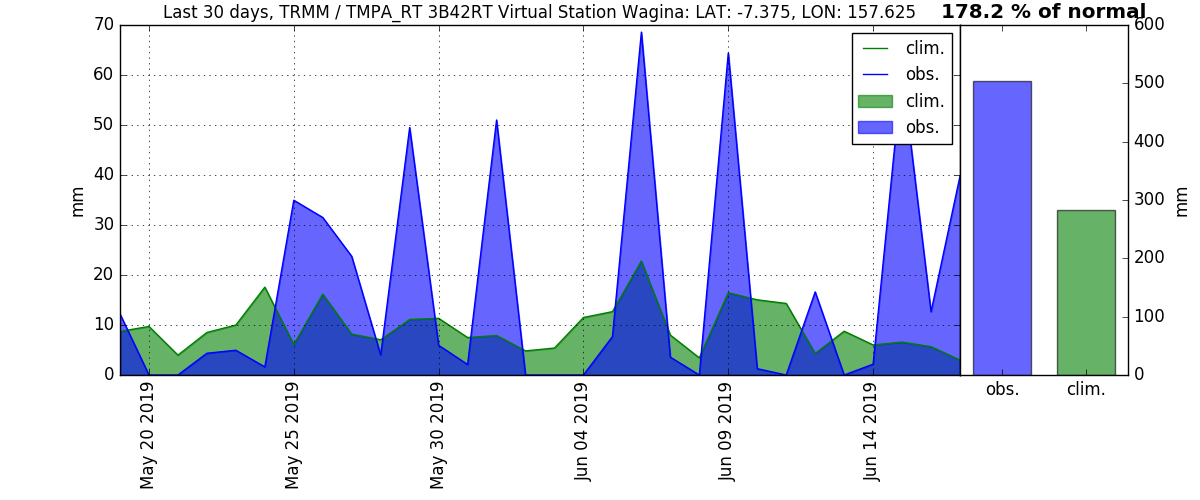 Last 30 days, TRMM / TMPA_RT 3B42RT Virtual Station Wagina: LAT: -7.375, LON: 157.625
178.2 % of normal
70
60
50
40
30
20
10
0
mm
clim.
obs.
clim.
obs.
600
500
400
300
200
100
0
mm
May 20 2019
May 25 2019
May 30 2019
Jun 04 2019
Jun 09 2019
Jun 14 2019
obs.
clim.